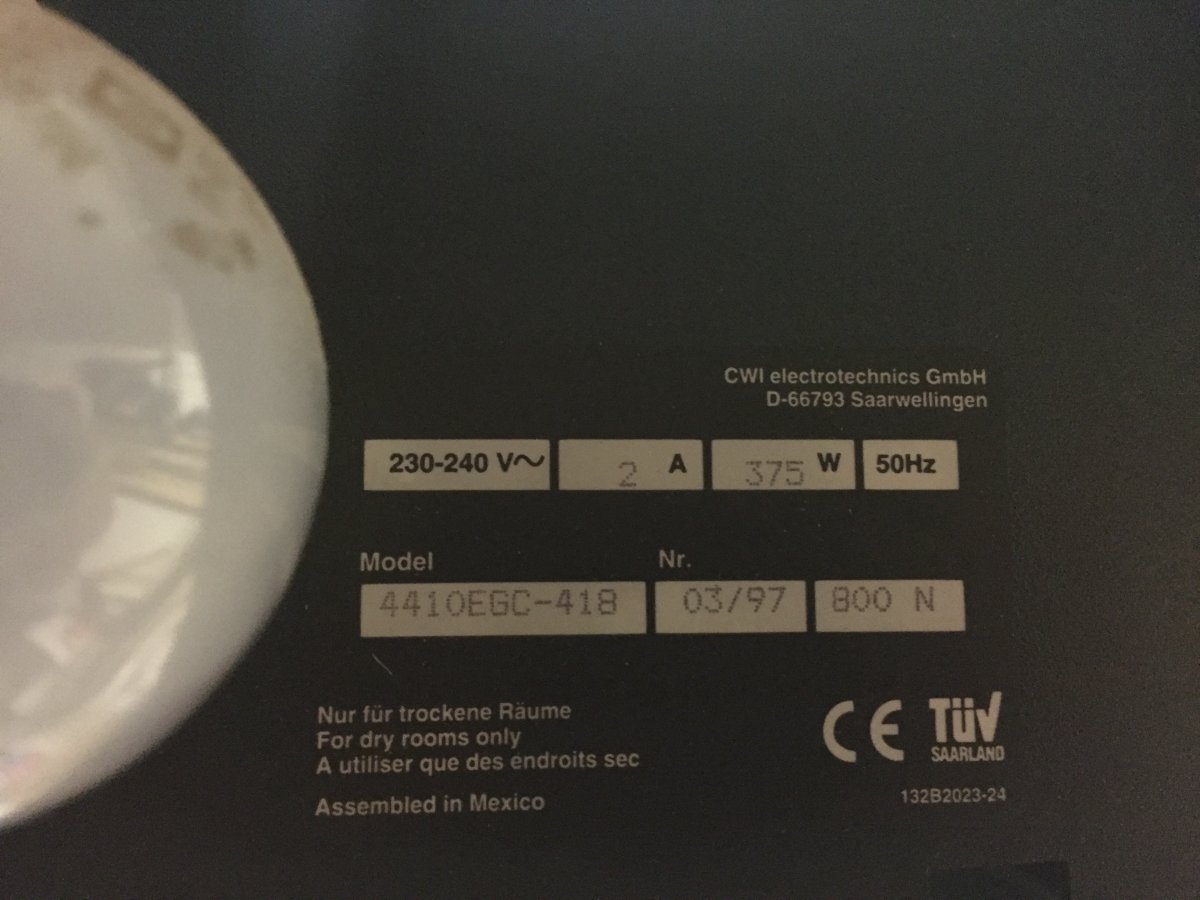 CWI electrotechnics GmbH
D-66793 Saarwellingen
230-240 V~ 2 A 375 W 50Hz
Model Nr.
4410EGC-418 03/97 800 N
Nur für trockene Räume
For dry rooms only
A utiliser que des endroits sec
Assembled in Mexico
CE TÜV
SAARLAND
132B2023-24